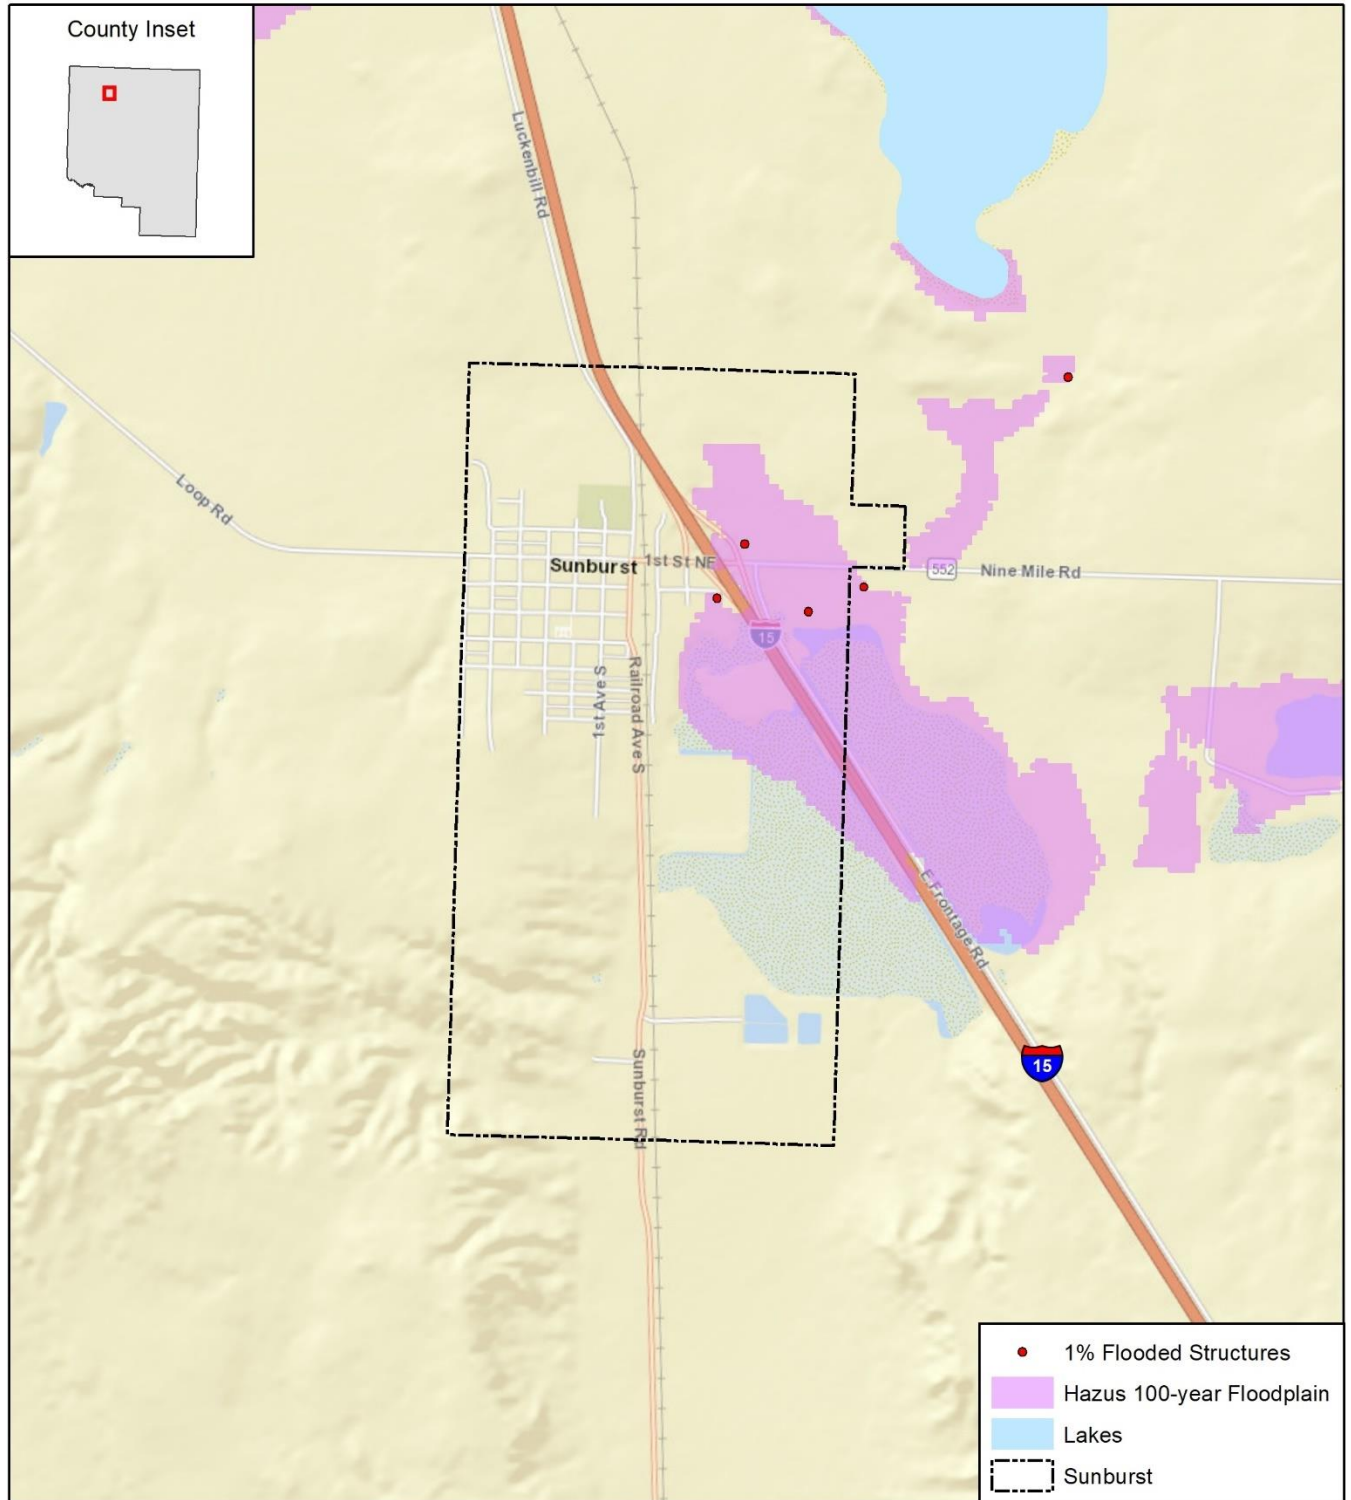 County Inset
Luckenbill Rd
Loop Rd
Sunburst
1st St NE
552
Nine Mile Rd
15
1st Ave S
Railroad Ave S
E Frontage Rd
15
Sunburst Rd
1% Flooded Structures
Hazus 100-year Floodplain
Lakes
Sunburst